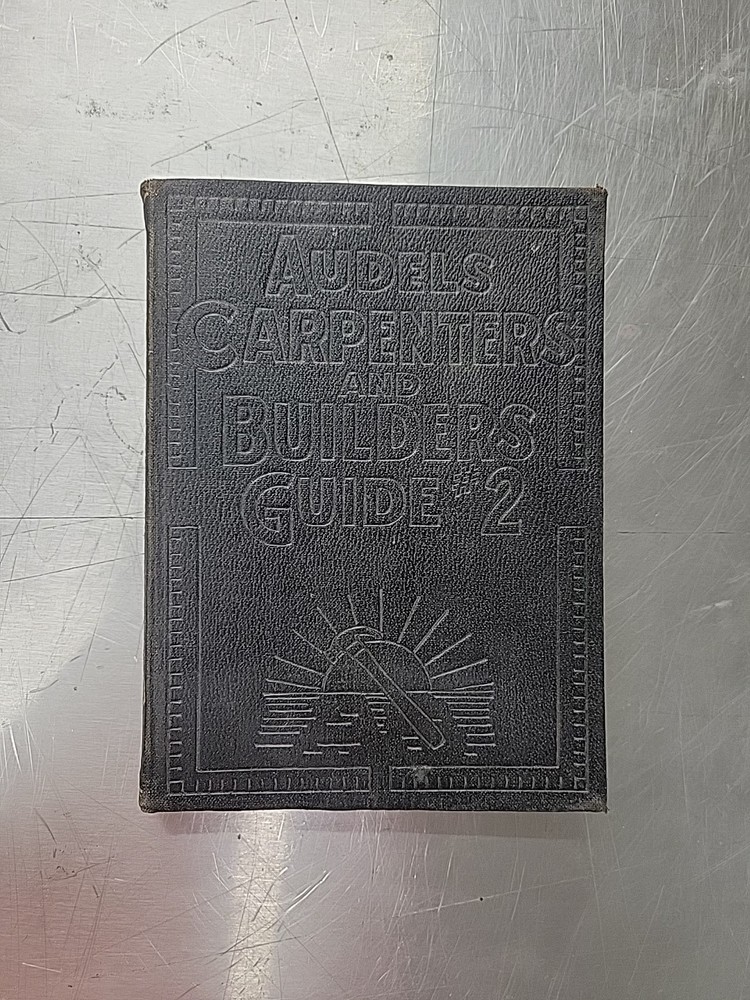 AUDELS
CARPENTERS
AND
BUILDERS
GUIDE #2